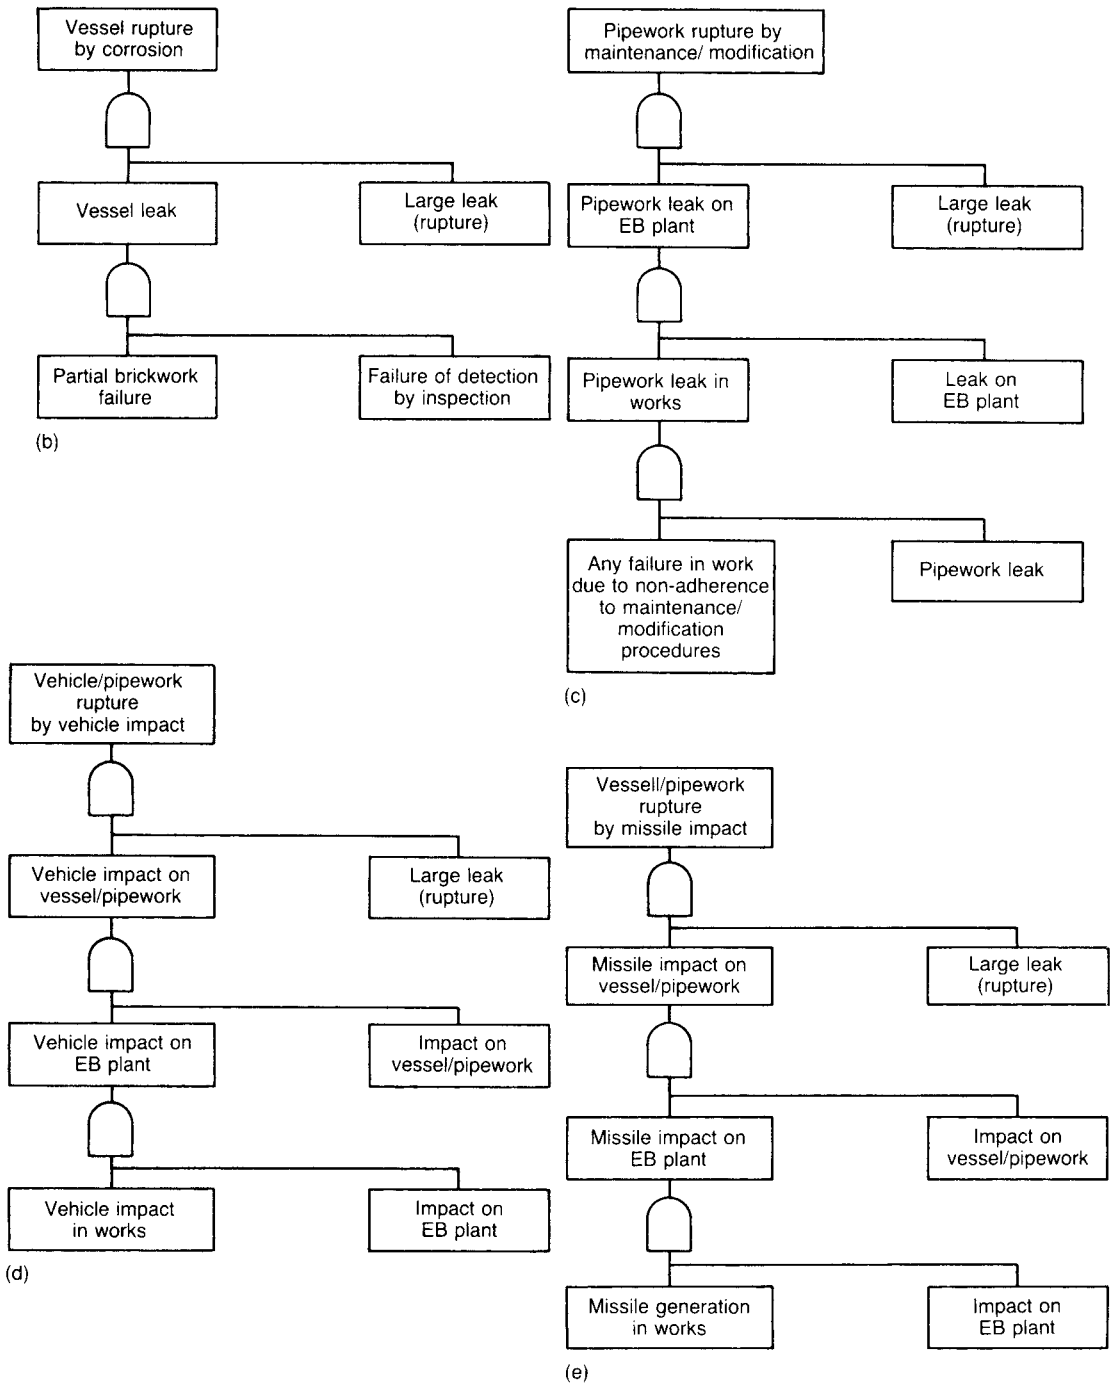 Vessel rupture
by corrosion
Vessel leak
Large leak
(rupture)
Partial brickwork
failure
Failure of detection
by inspection
(b)
Pipework rupture by
maintenance/ modification
Pipework leak on
EB plant
Large leak
(rupture)
Pipework leak in
works
Leak on
EB plant
Any failure in work
due to non-adherence
to maintenance/
modification
procedures
Pipework leak
(c)
Vehicle/pipework
rupture
by vehicle impact
Vehicle impact on
vessel/pipework
Large leak
(rupture)
Vehicle impact on
EB plant
Impact on
vessel/pipework
Vehicle impact
in works
Impact on
EB plant
(d)
Vessell/pipework
rupture
by missile impact
Missile impact on
vessel/pipework
Large leak
(rupture)
Missile impact on
EB plant
Impact on
vessel/pipework
Missile generation
in works
Impact on
EB plant
(e)